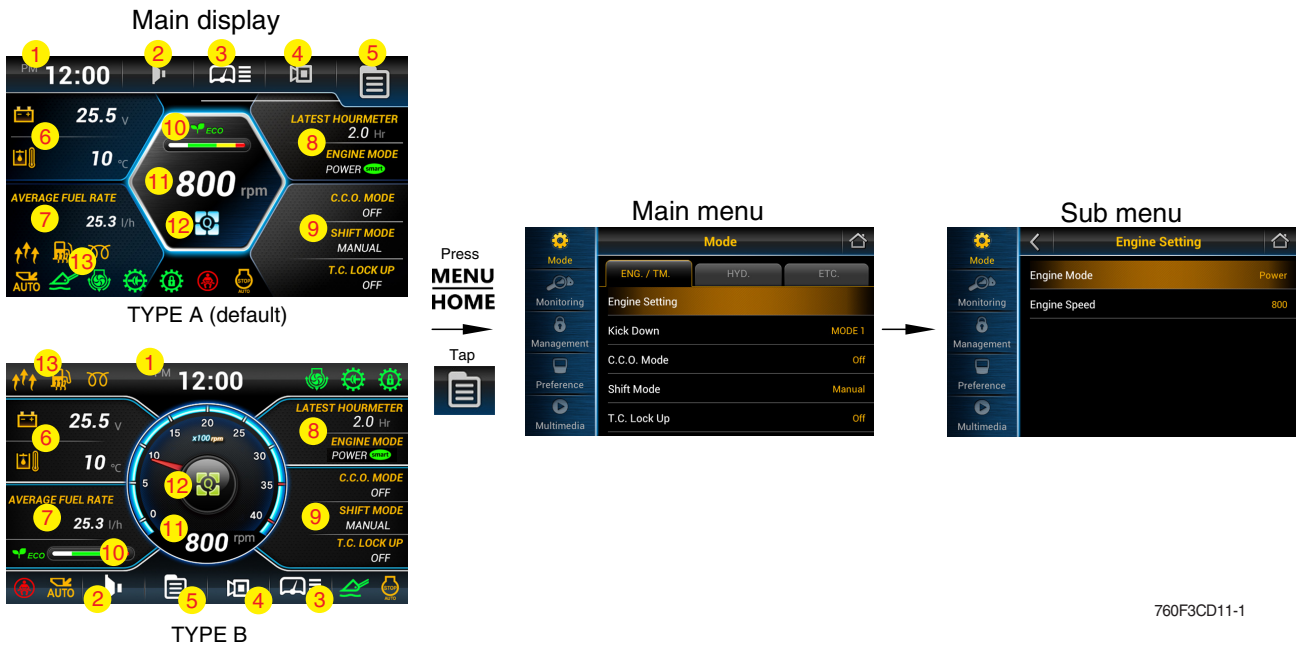 Main display
1
2
3
4
5
PM 12:00
25.5 V
6
10 °C
AVERAGE FUEL RATE
7
25.3 l/h
13
AUTO
10
ECO
11
800 rpm
12
Q
LATEST HOURMETER
2.0 Hr
8
ENGINE MODE
POWER smart
C.C.O. MODE
OFF
9
SHIFT MODE
MANUAL
T.C. LOCK UP
OFF
STOP
AUTO
TYPE A (default)
13
1
PM 12:00
25.5 V
6
10 °C
AVERAGE FUEL RATE
7
25.3 l/h
ECO
10
0
5
10
15
20
25
30
35
40
x100 rpm
12
Q
11
800 rpm
LATEST HOURMETER
2.0 Hr
8
ENGINE MODE
POWER smart
C.C.O. MODE
OFF
9
SHIFT MODE
MANUAL
T.C. LOCK UP
OFF
AUTO
2
5
4
3
STOP
AUTO
TYPE B
Press
MENU
HOME
Tap
Main menu
Mode
Monitoring
Management
Preference
Multimedia
Mode
ENG. / TM.
HYD.
ETC.
Engine Setting
Kick Down MODE 1
C.C.O. Mode Off
Shift Mode Manual
T.C. Lock Up Off
Sub menu
Mode
Monitoring
Management
Preference
Multimedia
Engine Setting
Engine Mode Power
Engine Speed 800
760F3CD11-1